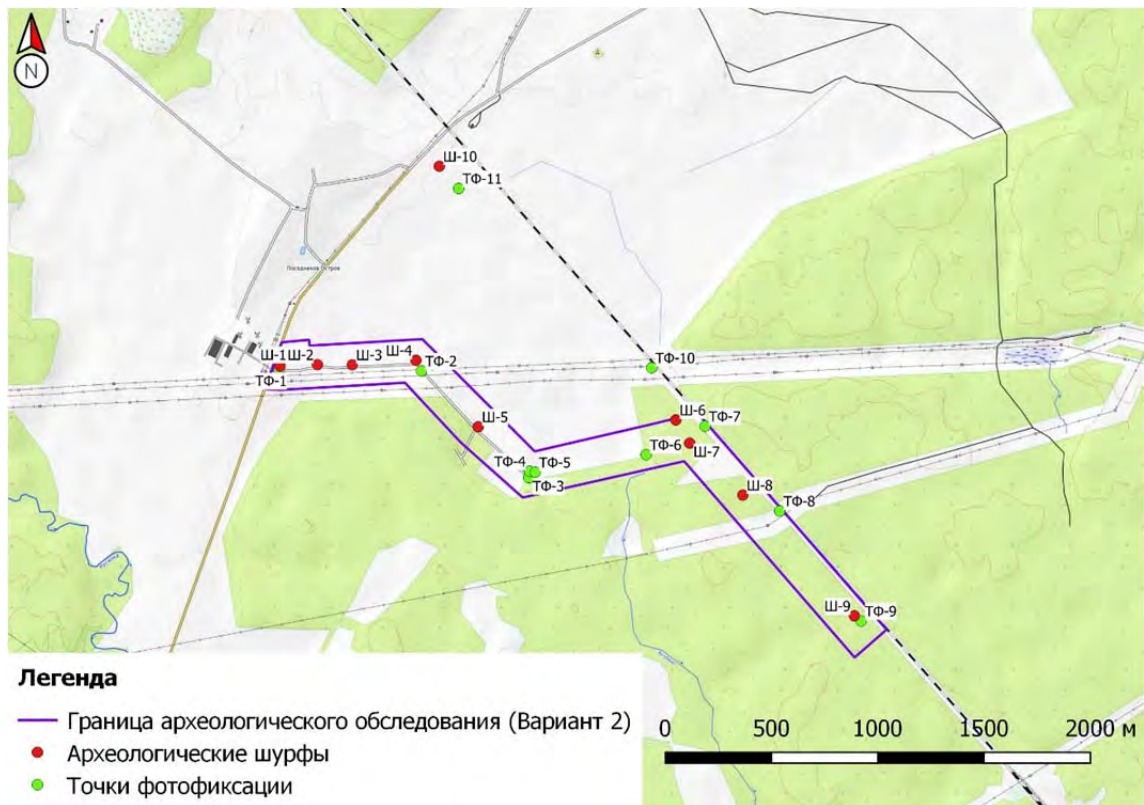 N
Ш-10
ТФ-11
Посадников Остров
Ш-1 Ш-2 Ш-3 Ш-4
ТФ-1 ТФ-2 ТФ-10
Ш-5 Ш-6 ТФ-7
ТФ-4 ТФ-5 ТФ-6 Ш-7
ТФ-3
Ш-8 ТФ-8
Ш-9 ТФ-9
Легенда
Граница археологического обследования (Вариант 2)
Археологические шурфы
Точки фотофиксации
0 500 1000 1500 2000 м